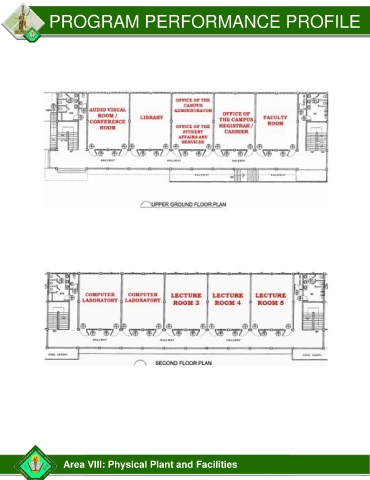 PROGRAM PERFORMANCE PROFILE
AUDIO VISUAL
ROOM /
CONFERENCE
ROOM
LIBRARY
OFFICE OF THE
CAMPUS
ADMINISTRATOR
OFFICE OF THE
STUDENT
AFFAIRS AND
SERVICES
OFFICE OF
THE CAMPUS
REGISTRAR /
CASHIER
FACULTY
ROOM
HALLWAY
HALLWAY
HALLWAY
HALLWAY
UPPER GROUND FLOOR PLAN
COMPUTER
LABORATORY
COMPUTER
LABORATORY
LECTURE
ROOM 3
LECTURE
ROOM 4
LECTURE
ROOM 5
HALLWAY
HALLWAY
HALLWAY
SECOND FLOOR PLAN
Area VIII: Physical Plant and Facilities